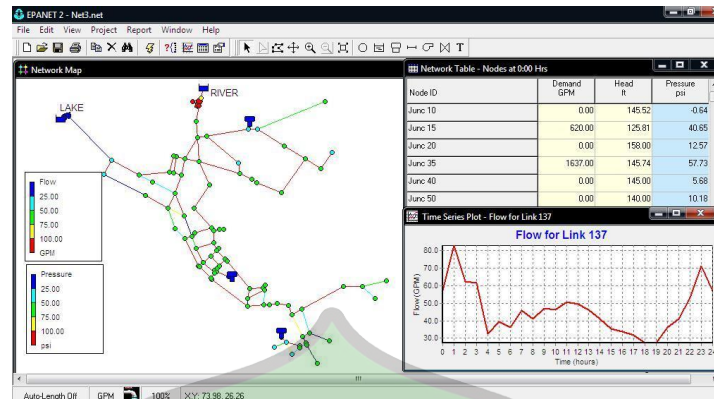 EPANET 2 - Net3.net
File Edit View Project Report Window Help
Network Map
RIVER
LAKE
Flow
25.00
50.00
75.00
100.00
GPM
Pressure
25.00
50.00
75.00
100.00
psi
Network Table - Nodes at 0:00 Hrs
Node ID Demand GPM Head ft Pressure psi
Junc 10 0.00 145.52 -0.64
Junc 15 620.00 125.81 40.65
Junc 20 0.00 158.00 12.57
Junc 35 1637.00 145.74 57.73
Junc 40 0.00 145.00 5.68
Junc 50 0.00 140.00 10.18
Time Series Plot - Flow for Link 137
Flow for Link 137
80.0
70.0
60.0
50.0
40.0
30.0
Flow (GPM)
0 1 2 3 4 5 6 7 8 9 10 11 12 13 14 15 16 17 18 19 20 21 22 23 24
Time (hours)
Auto-Length Off GPM 100% X,Y: 73.98, 26.26